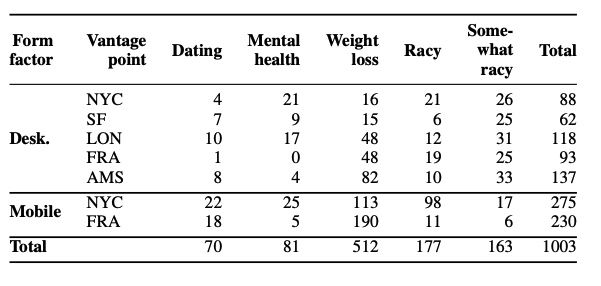 Form factor Vantage point Dating Mental health Weight loss Racy Some-what racy Total
Desk. NYC 4 21 16 21 26 88
SF 7 9 15 6 25 62
LON 10 17 48 12 31 118
FRA 1 0 48 19 25 93
AMS 8 4 82 10 33 137
Mobile NYC 22 25 113 98 17 275
FRA 18 5 190 11 6 230
Total 70 81 512 177 163 1003